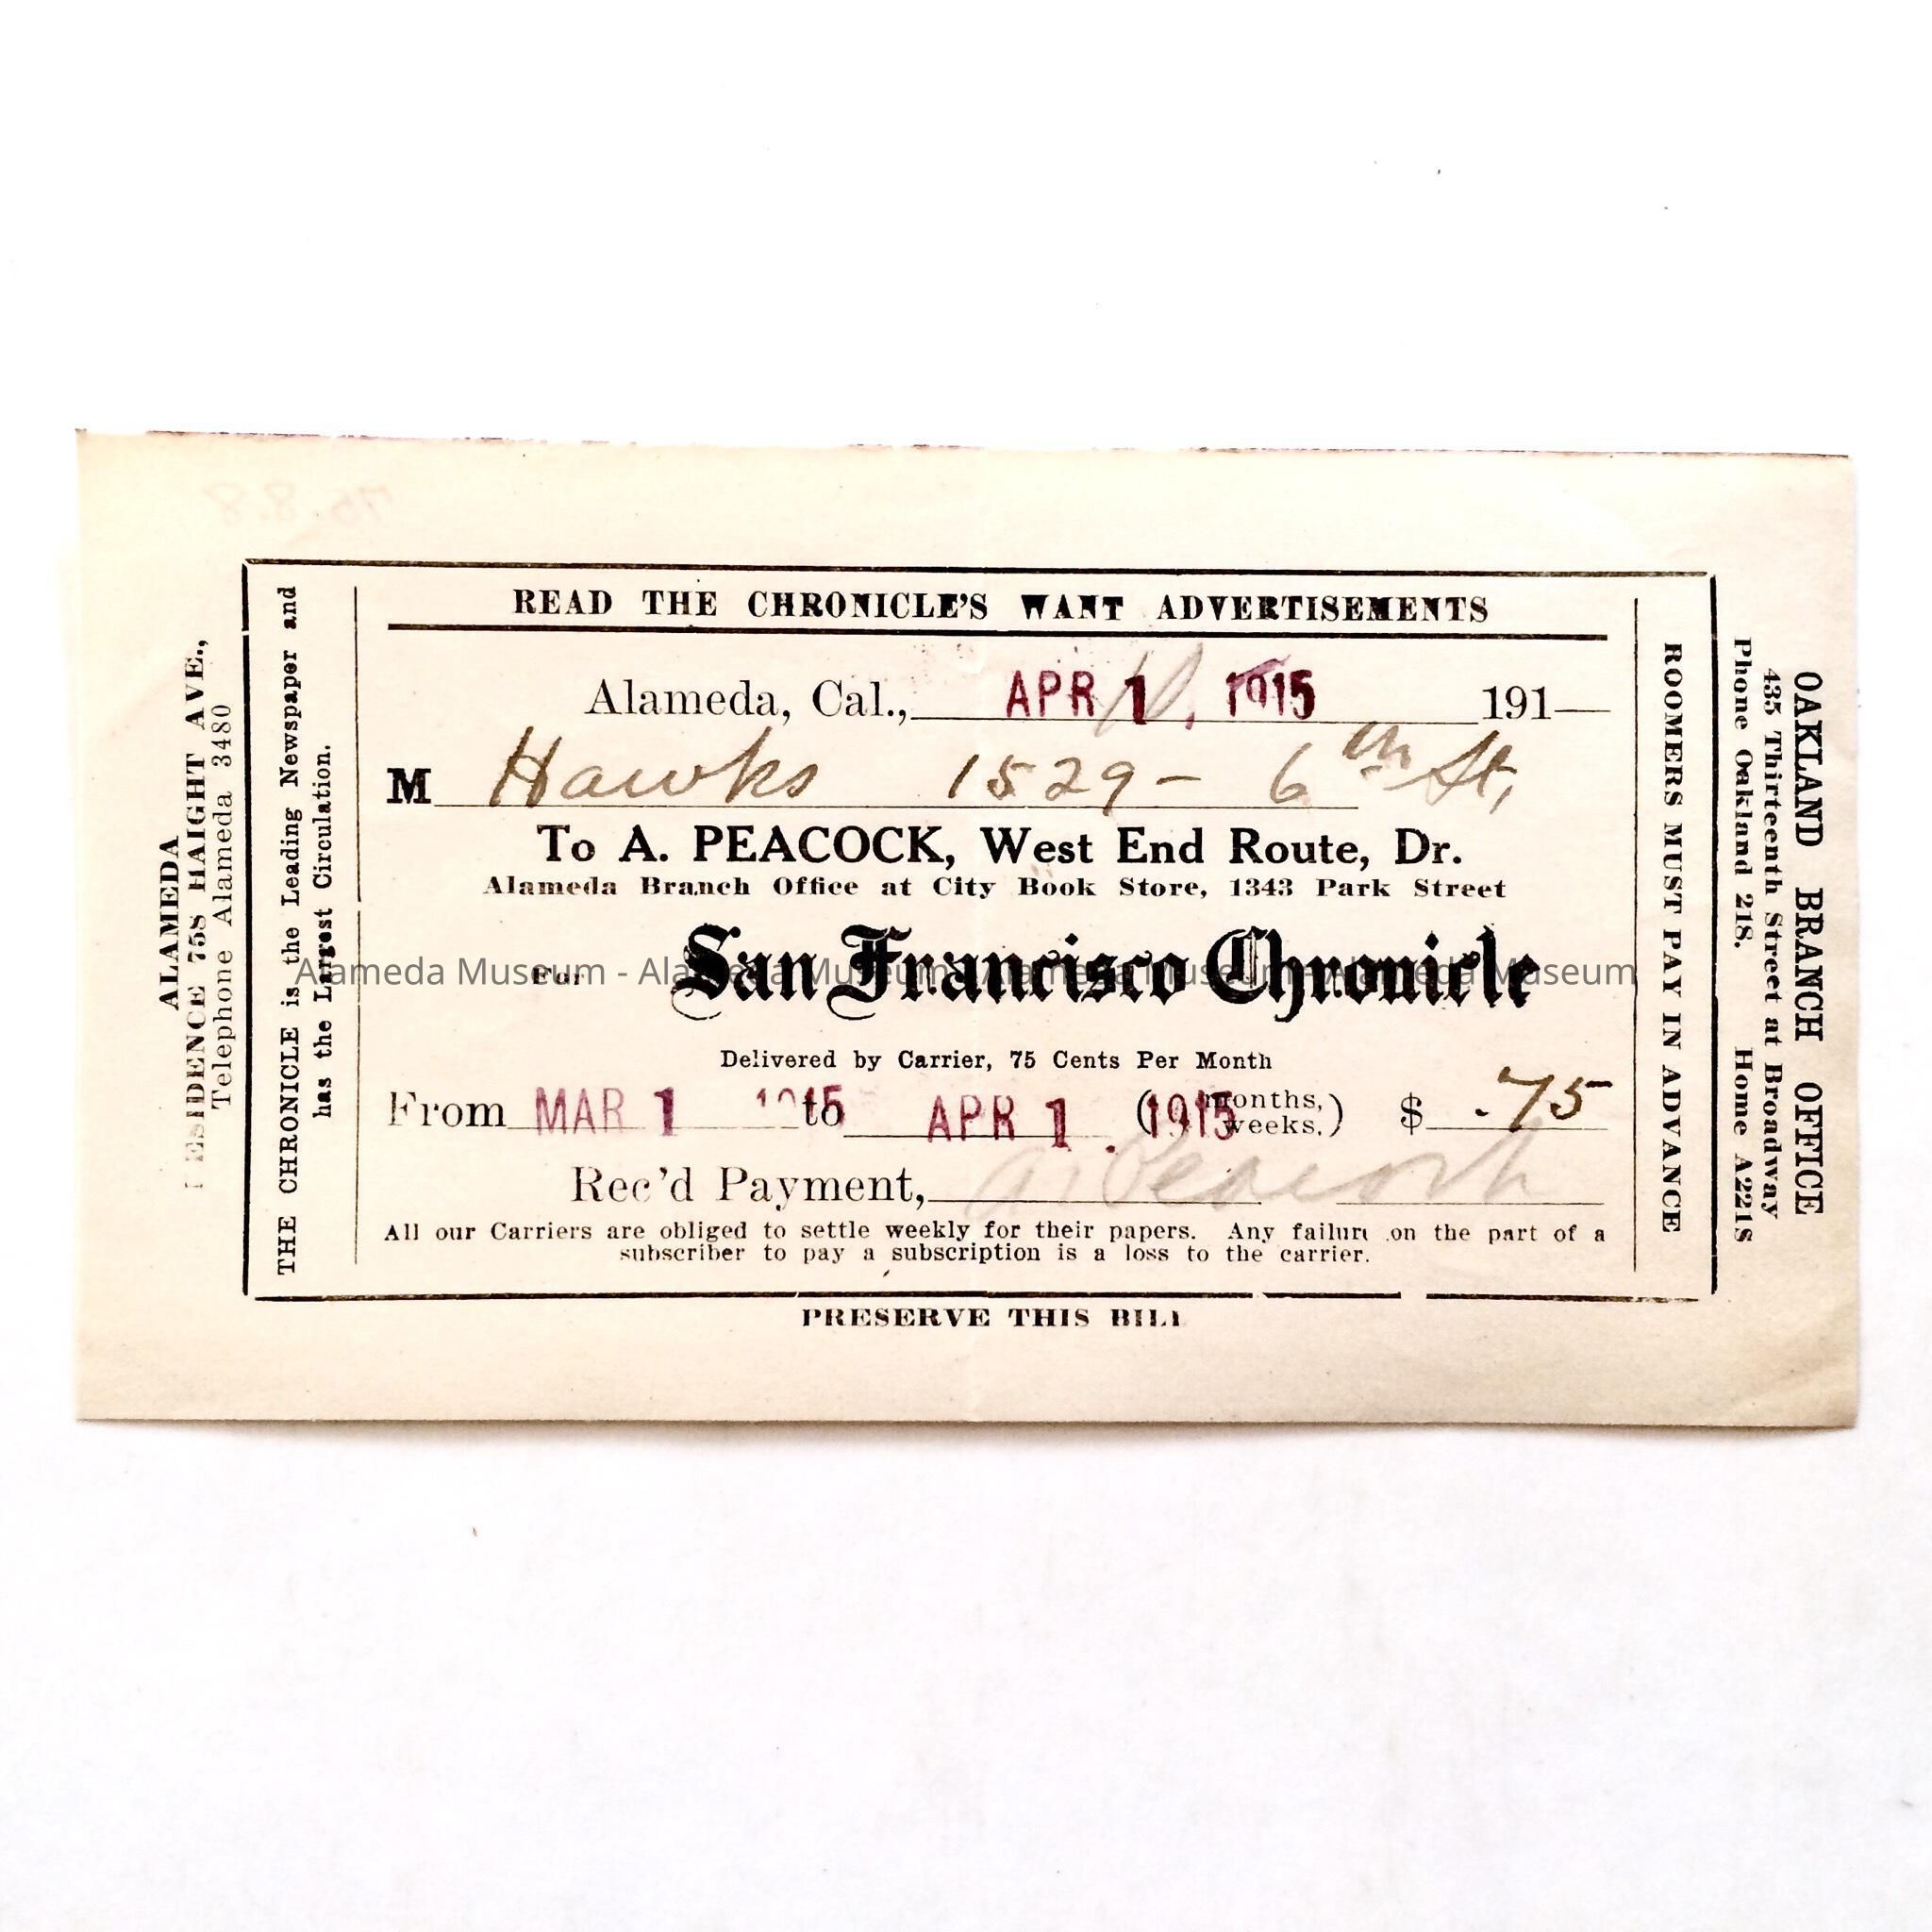 READ THE CHRONICLE'S WANT ADVERTISEMENTS
Alameda, Cal., APR 1, 1915 191—
M Hawks 1529 - 6th St,
To A. PEACOCK, West End Route, Dr.
Alameda Branch Office at City Book Store, 1343 Park Street
For San Francisco Chronicle
Delivered by Carrier, 75 Cents Per Month
From MAR 1 1915 to APR 1. 1915 (months, weeks.) $ .75
Rec'd Payment, A. Peacock
All our Carriers are obliged to settle weekly for their papers. Any failure on the part of a
subscriber to pay a subscription is a loss to the carrier.
PRESERVE THIS BILL
ALAMEDA
RESIDENCE 758 HAIGHT AVE.,
Telephone Alameda 3480
THE CHRONICLE is the Leading Newspaper and
has the Largest Circulation.
ROOMERS MUST PAY IN ADVANCE
OAKLAND BRANCH OFFICE
435 Thirteenth Street at Broadway
Phone Oakland 218. Home A2218
75.8.8
Alameda Museum - Alameda Museum - Alameda Museum - Alameda Museum